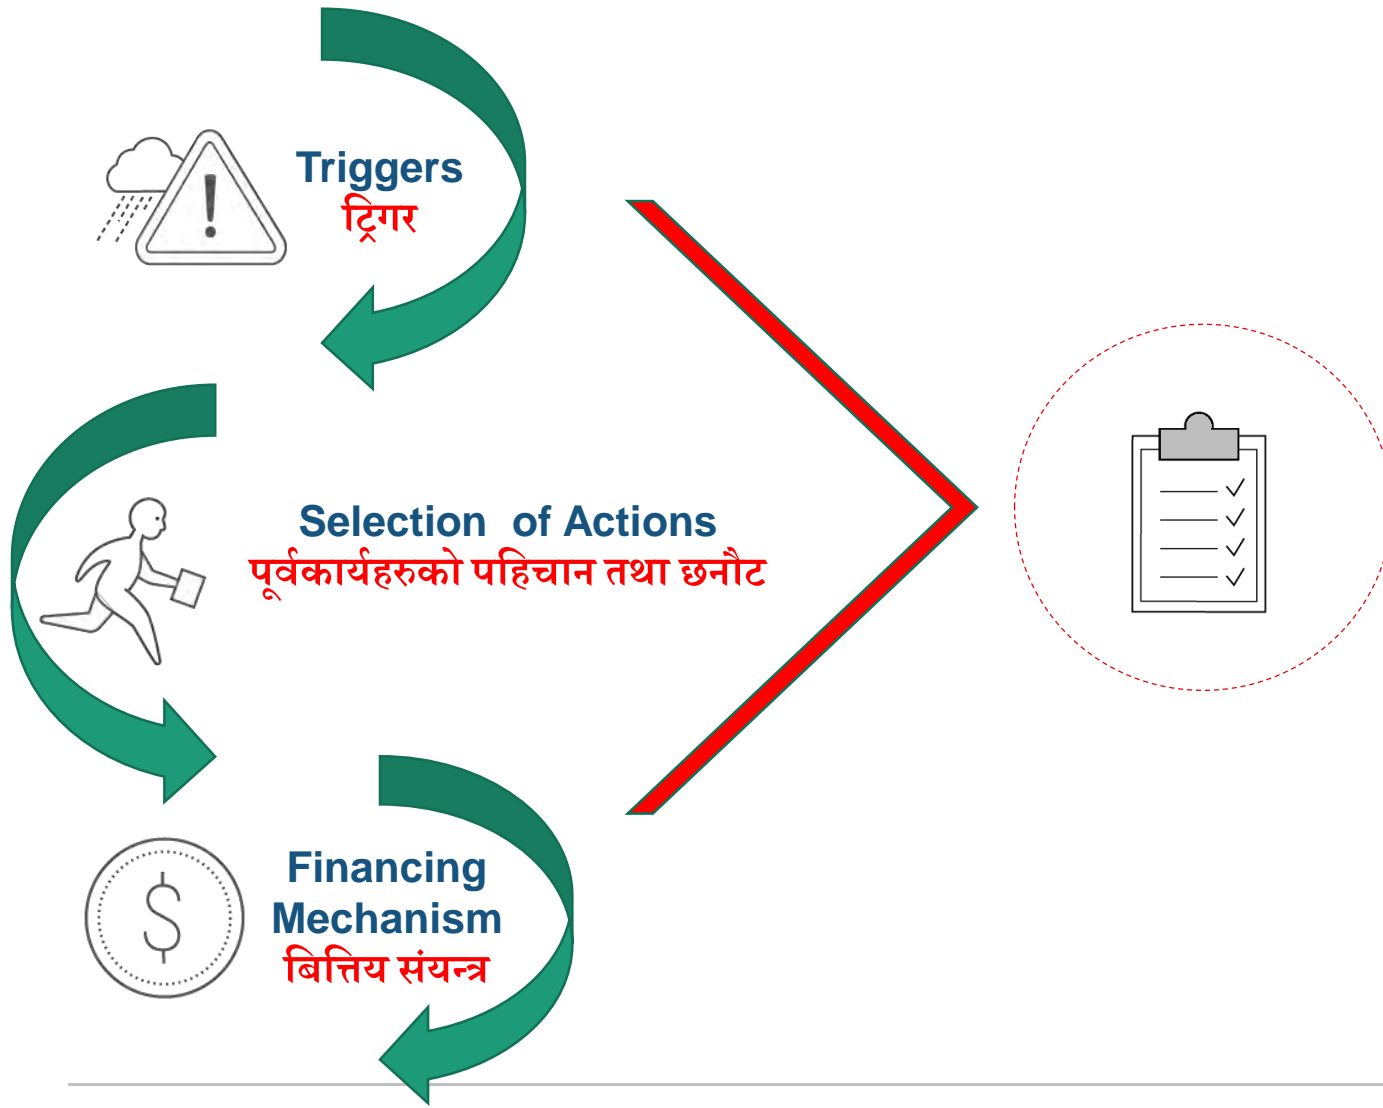 Triggers
ट्रिगर
Selection of Actions
पूर्वकार्यहरुको पहिचान तथा छनौट
Financing
Mechanism
बित्तिय संयन्त्र